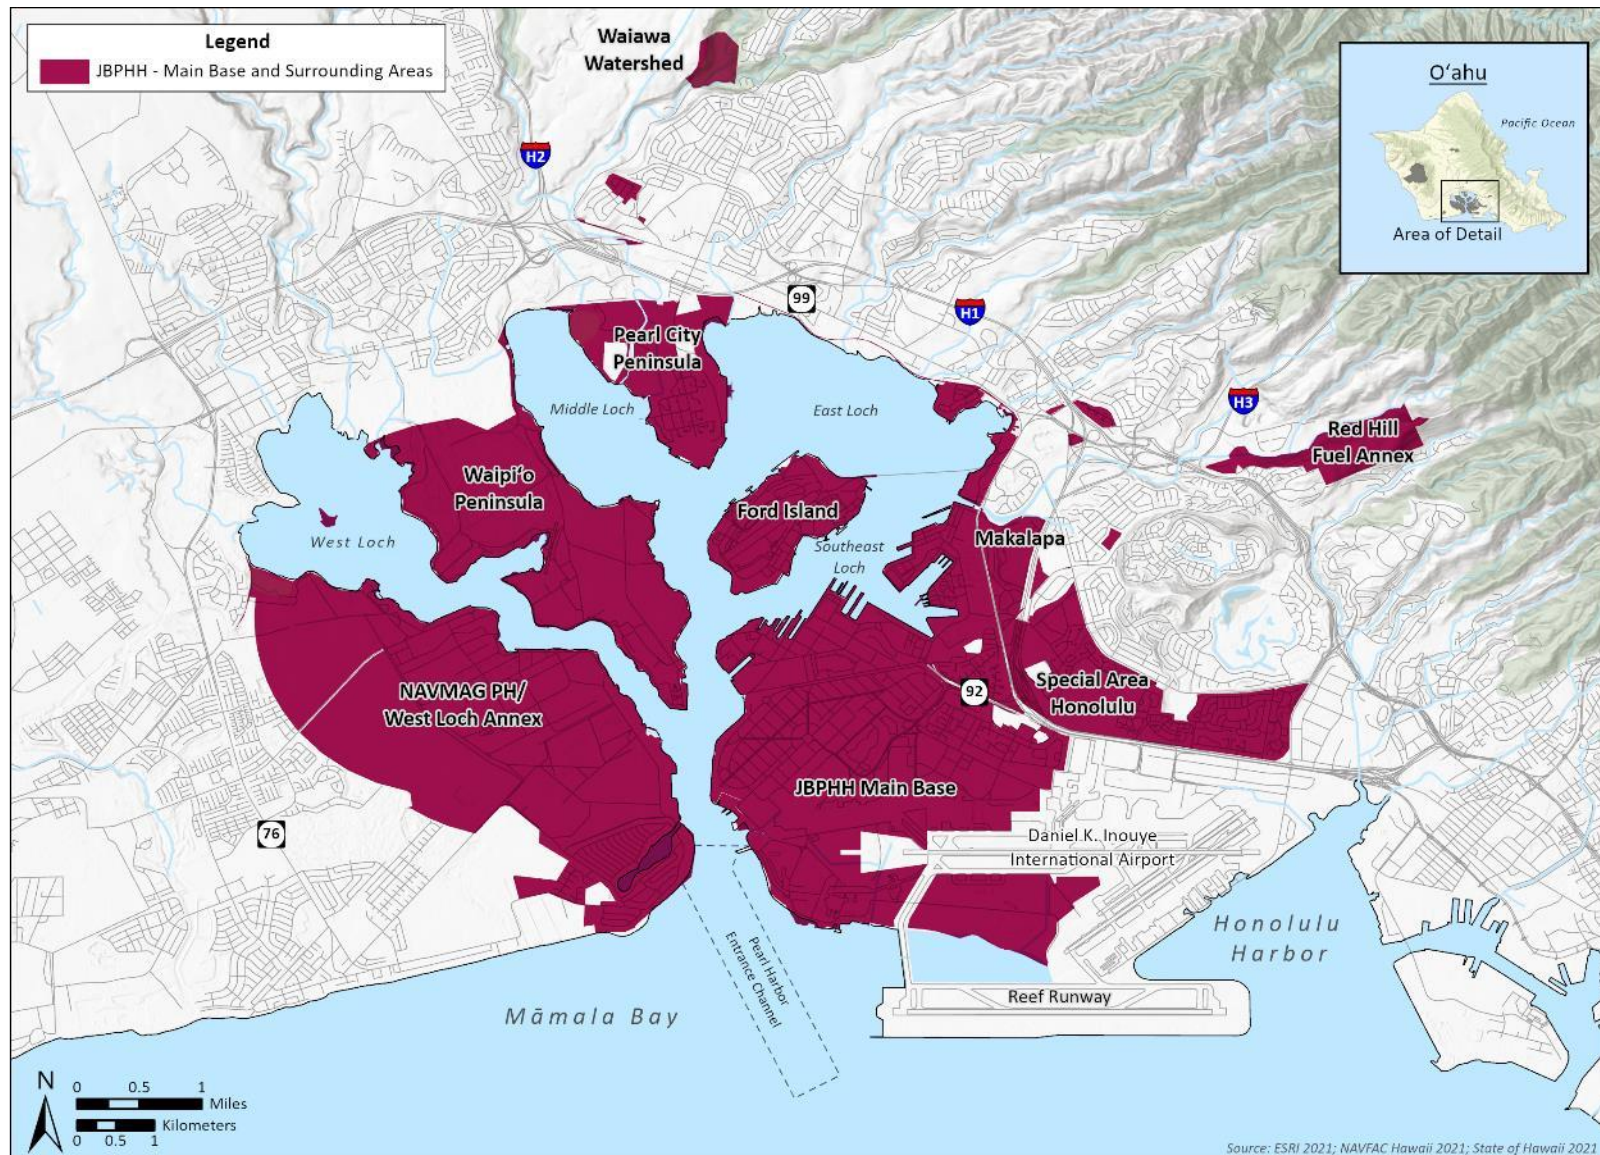 Legend
JBPHH - Main Base and Surrounding Areas
Waiawa
Watershed
O‘ahu
Pacific Ocean
Area of Detail
H2
99
H1
H3
Pearl City
Peninsula
Middle Loch
East Loch
Red Hill
Fuel Annex
Waipi‘o
Peninsula
Ford Island
Makalapa
West Loch
Southeast
Loch
NAVMAG PH/
West Loch Annex
92
Special Area
Honolulu
JBPHH Main Base
76
Daniel K. Inouye
International Airport
Honolulu
Harbor
Pearl Harbor
Entrance Channel
Reef Runway
Māmala Bay
N
0 0.5 1
Miles
Kilometers
0 0.5 1
Source: ESRI 2021; NAVFAC Hawaii 2021; State of Hawaii 2021